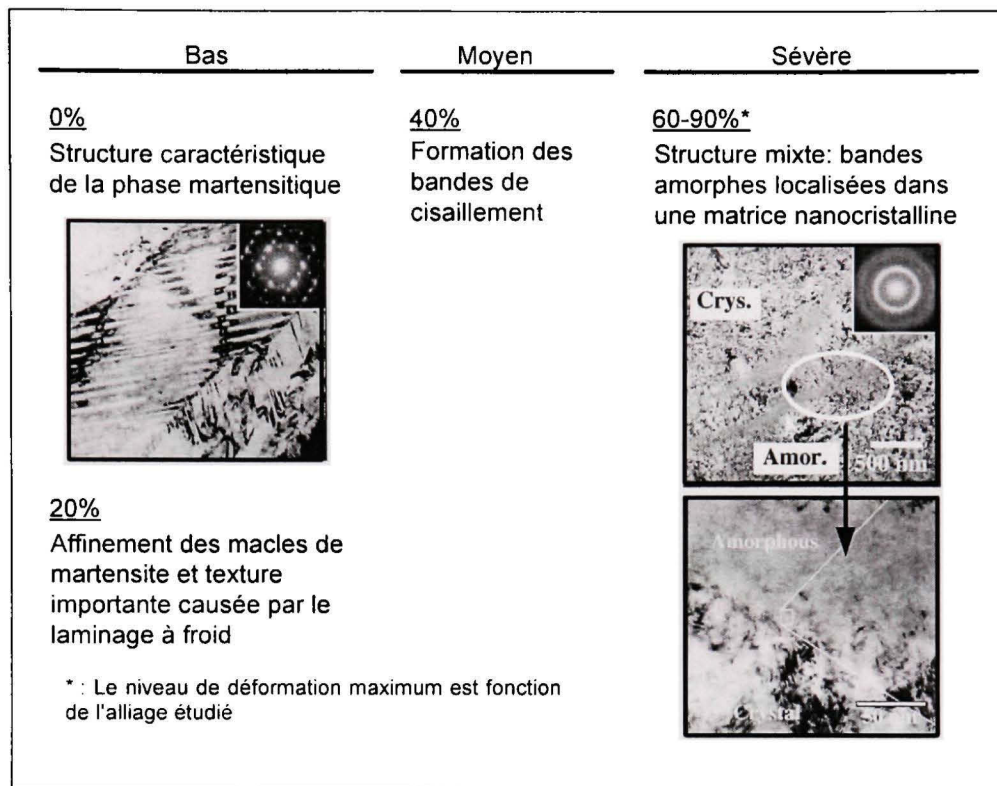 Bas
Moyen
Sévère
0%
Structure caractéristique
de la phase martensitique
20%
Affinement des macles de
martensite et texture
importante causée par le
laminage à froid
40%
Formation des
bandes de
cisaillement
60-90%*
Structure mixte: bandes
amorphes localisées dans
une matrice nanocristalline
Crys.
Amor.
500 nm
Amorphous
Crystal
* : Le niveau de déformation maximum est fonction
de l'alliage étudié